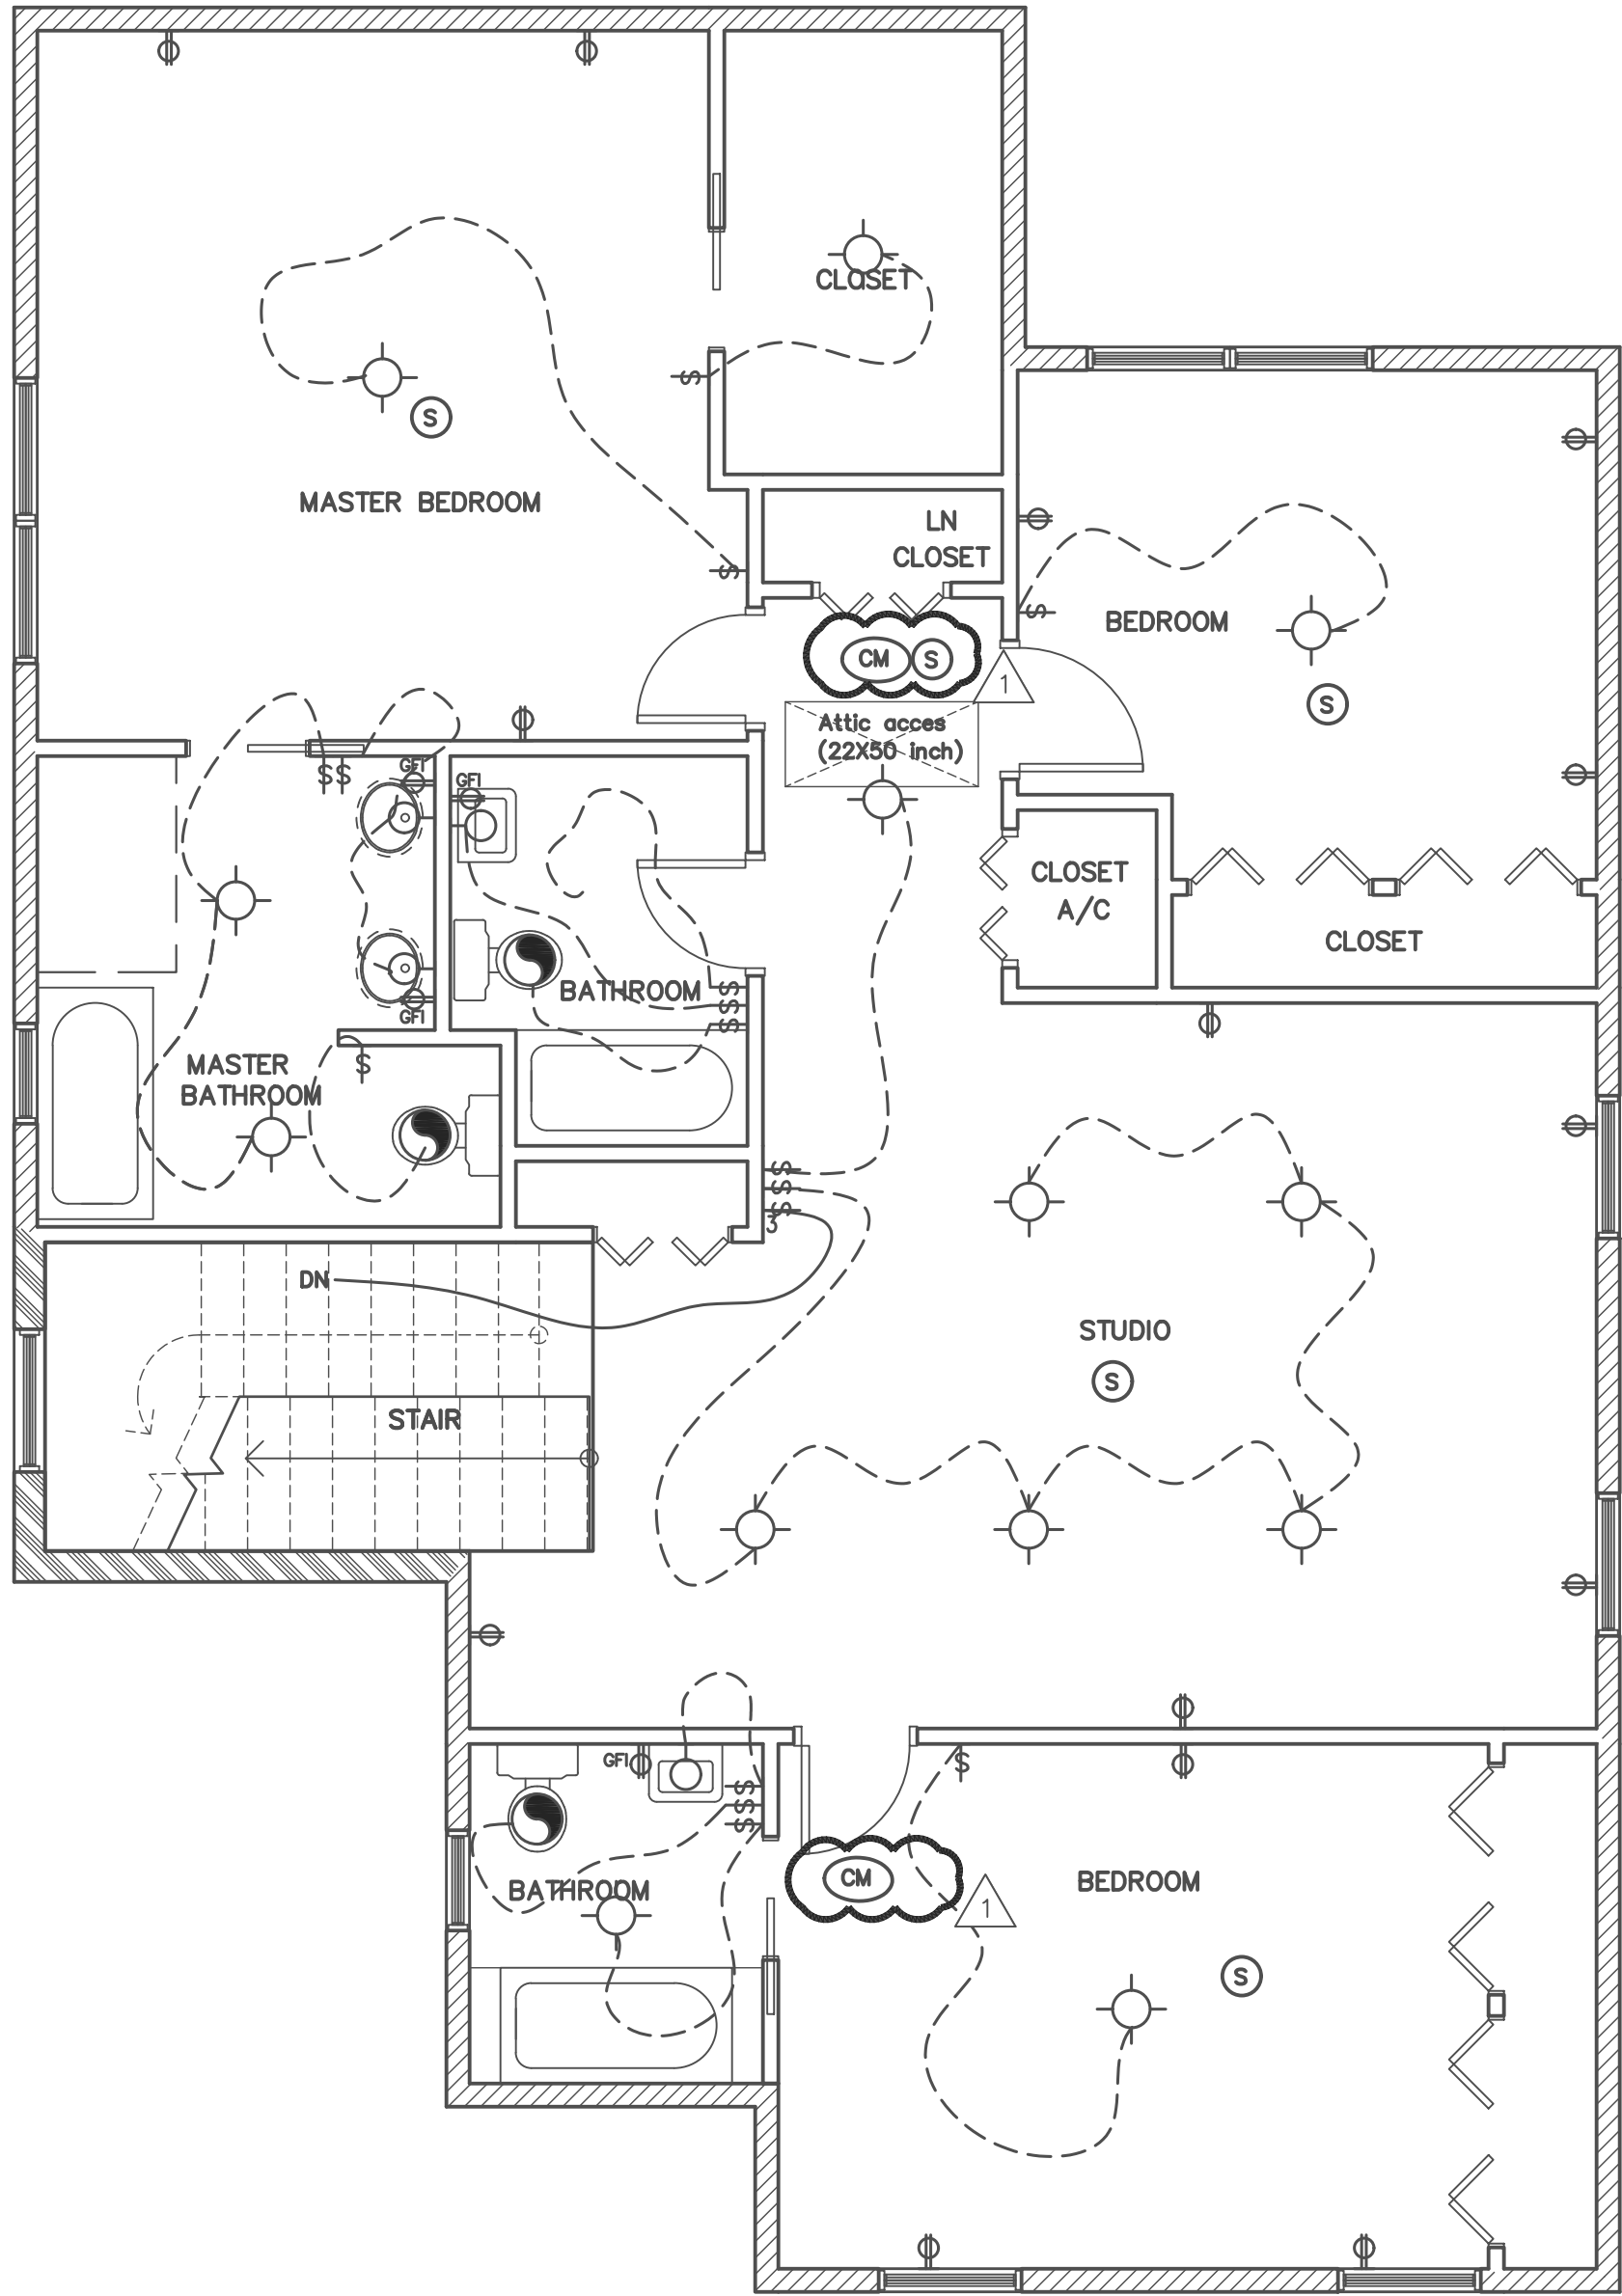 CLOSET
S
S
MASTER BEDROOM
LN
CLOSET
S
S
BEDROOM
CM S
1
S
Attic acces
(22X50 inch)
SS
GFI
GFI
CLOSET
A/C
CLOSET
BATHROOM
S
S
S
GFI
S
MASTER
BATHROOM
S
S
S
3
DN
STUDIO
S
STAIR
GFI
S
S
S
S
CM
BEDROOM
BATHROOM
1
S